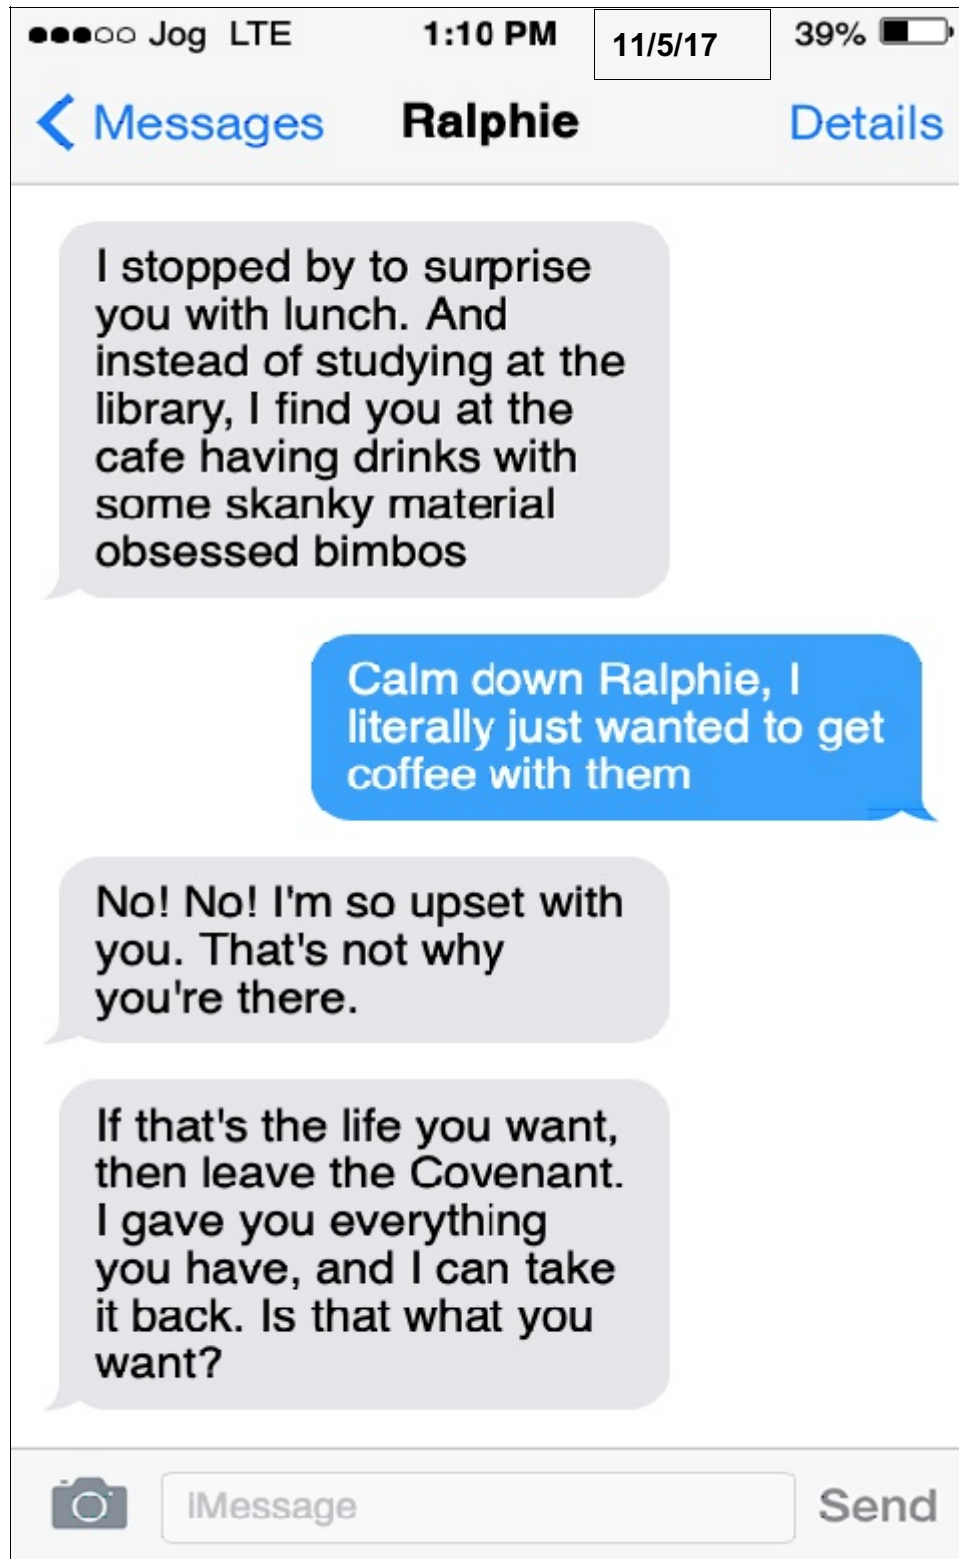 Jog LTE 1:10 PM 11/5/17 39%
Messages Ralphie Details
I stopped by to surprise
you with lunch. And
instead of studying at the
library, I find you at the
cafe having drinks with
some skanky material
obsessed bimbos
Calm down Ralphie, I
literally just wanted to get
coffee with them
No! No! I'm so upset with
you. That's not why
you're there.
If that's the life you want,
then leave the Covenant.
I gave you everything
you have, and I can take
it back. Is that what you
want?
iMessage Send